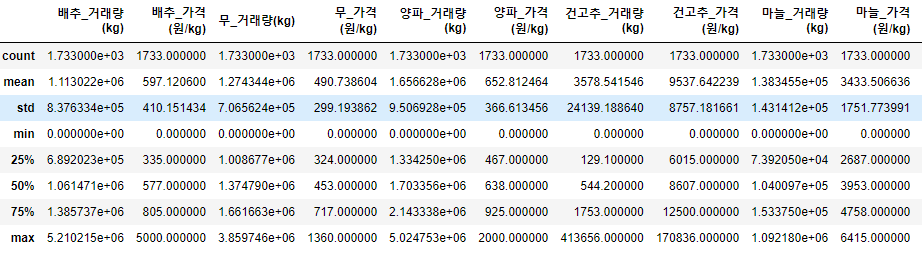 배추_거래량 배추_가격 무_거래량(kg) 무_가격 양파_거래량 양파_가격 건고추_거래량 건고추_가격 마늘_거래량 마늘_가격
(kg) (원/kg) (원/kg) (kg) (원/kg) (kg) (원/kg) (kg) (원/kg)
count 1.733000e+03 1733.000000 1.733000e+03 1733.000000 1.733000e+03 1733.000000 1733.000000 1733.000000 1.733000e+03 1733.000000
mean 1.113022e+06 597.120600 1.274344e+06 490.738604 1.656628e+06 652.812464 3578.541546 9537.642239 1.383455e+05 3433.506636
std 8.376334e+05 410.151434 7.065624e+05 299.193862 9.506928e+05 366.613456 24139.188640 8757.181661 1.431412e+05 1751.773991
min 0.000000e+00 0.000000 0.000000e+00 0.000000 0.000000e+00 0.000000 0.000000 0.000000 0.000000e+00 0.000000
25% 6.892023e+05 335.000000 1.008677e+06 324.000000 1.334250e+06 467.000000 129.100000 6015.000000 7.392050e+04 2687.000000
50% 1.061471e+06 577.000000 1.374790e+06 453.000000 1.703356e+06 638.000000 544.200000 8607.000000 1.040097e+05 3953.000000
75% 1.385737e+06 805.000000 1.661663e+06 717.000000 2.143338e+06 925.000000 1753.000000 12500.000000 1.533750e+05 4758.000000
max 5.210215e+06 5000.000000 3.859746e+06 1360.000000 5.024753e+06 2000.000000 413656.000000 170836.000000 1.092180e+06 6415.000000